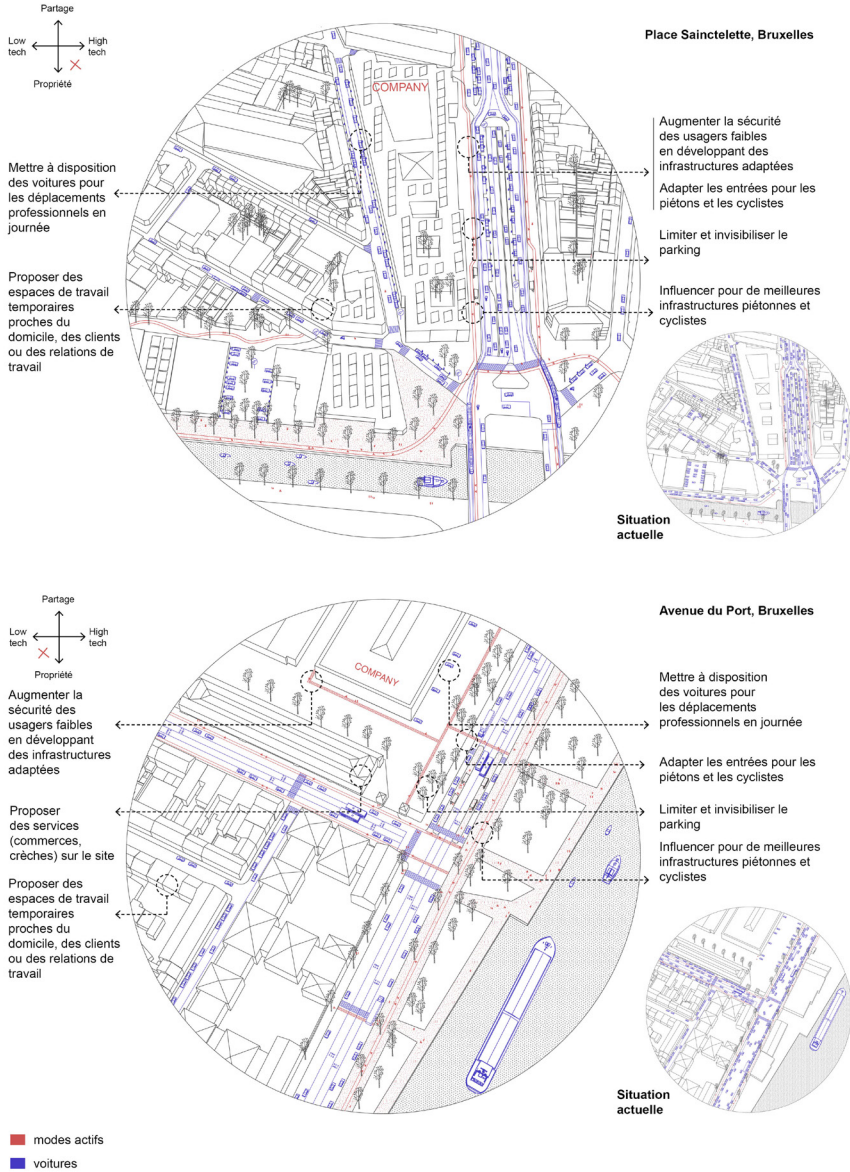 Partage
Low
tech
High
tech
Propriété
Place Sainctelette, Bruxelles
COMPANY
Mettre à disposition
des voitures pour
les déplacements
professionnels en
journée
Proposer des
espaces de travail
temporaires
proches du
domicile, des clients
ou des relations de
travail
Augmenter la sécurité
des usagers faibles
en développant des
infrastructures adaptées
Adapter les entrées pour les
piétons et les cyclistes
Limiter et invisibiliser le
parking
Influencer pour de meilleures
infrastructures piétonnes et
cyclistes
Situation
actuelle
Partage
Low
tech
High
tech
Propriété
Avenue du Port, Bruxelles
COMPANY
Augmenter la
sécurité des
usagers faibles
en développant
des infrastructures
adaptées
Proposer
des services
(commerces,
crèches) sur le site
Proposer des
espaces de travail
temporaires
proches du
domicile, des clients
ou des relations de
travail
Mettre à disposition
des voitures pour
les déplacements
professionnels en journée
Adapter les entrées pour les
piétons et les cyclistes
Limiter et invisibiliser le
parking
Influencer pour de meilleures
infrastructures piétonnes et
cyclistes
Situation
actuelle
modes actifs
voitures